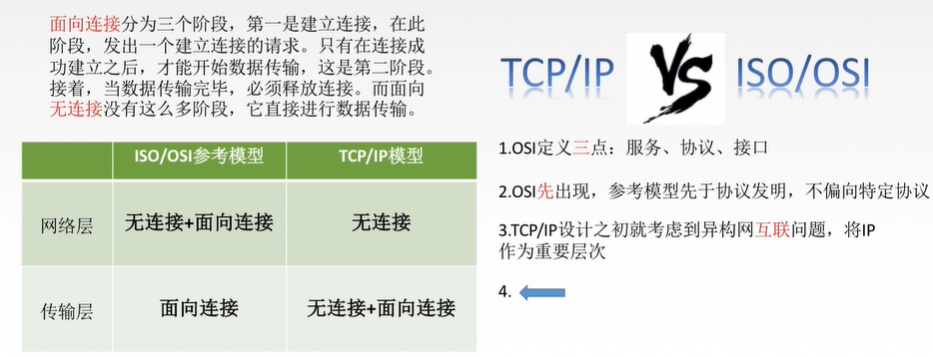 面向连接分为三个阶段，第一是建立连接，在此
阶段，发出一个建立连接的请求。只有在连接成
功建立之后，才能开始数据传输，这是第二阶段。
接着，当数据传输完毕，必须释放连接。而面向
无连接没有这么多阶段，它直接进行数据传输。
ISO/OSI参考模型 TCP/IP模型
网络层 无连接+面向连接 无连接
传输层 面向连接 无连接+面向连接
TCP/IP VS ISO/OSI
1.OSI定义三点：服务、协议、接口
2.OSI先出现，参考模型先于协议发明，不偏向特定协议
3.TCP/IP设计之初就考虑到异构网互联问题，将IP
作为重要层次
4.